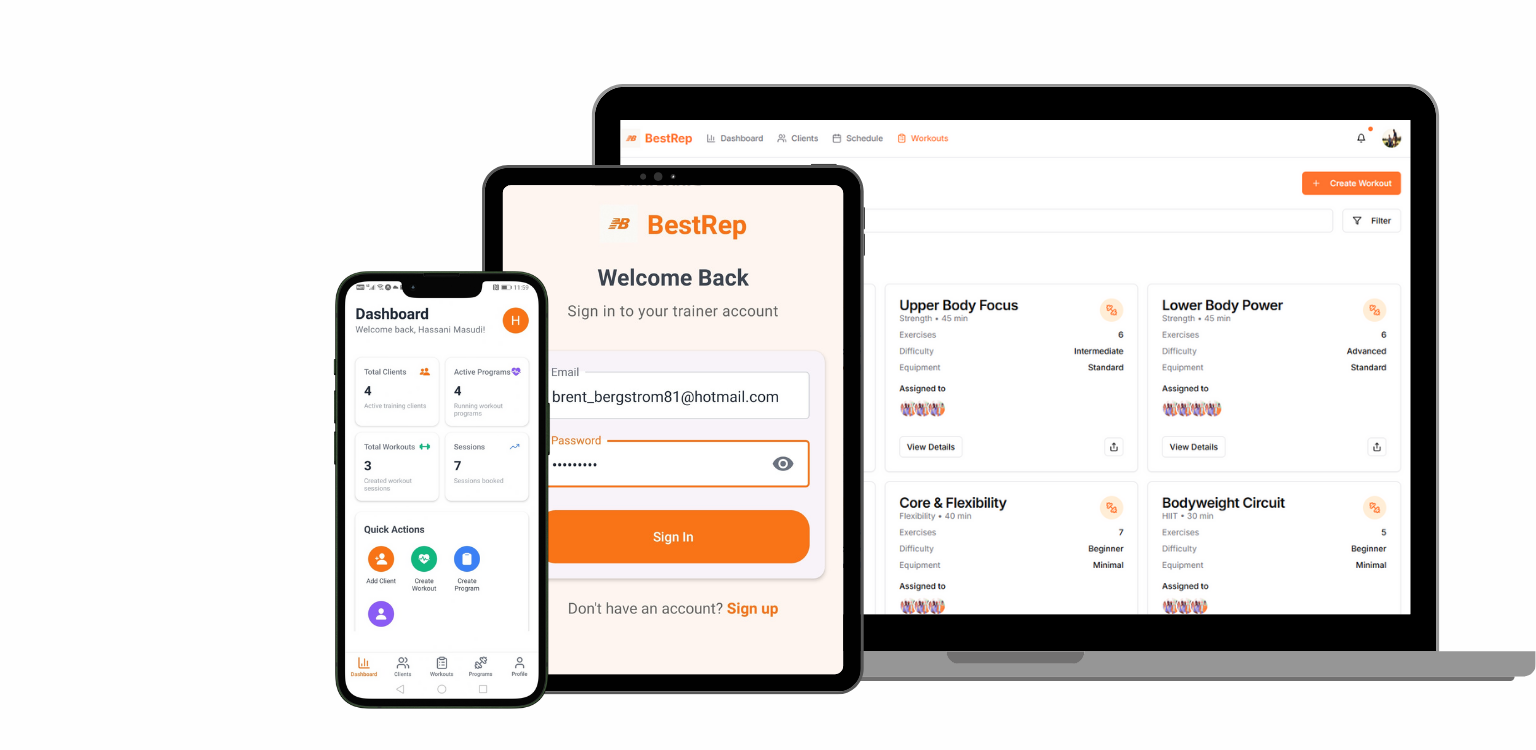 BestRep
Dashboard
Clients
Schedule
Workouts
+ Create Workout
Filter
Upper Body Focus
Strength • 45 min
Exercises 6
Difficulty Intermediate
Equipment Standard
Assigned to
View Details
Lower Body Power
Strength • 45 min
Exercises 6
Difficulty Advanced
Equipment Standard
Assigned to
View Details
Core & Flexibility
Flexibility • 40 min
Exercises 7
Difficulty Beginner
Equipment Minimal
Assigned to
Bodyweight Circuit
HIIT • 30 min
Exercises 5
Difficulty Beginner
Equipment Minimal
Assigned to
NB BestRep
Welcome Back
Sign in to your trainer account
Email
brent_bergstrom81@hotmail.com
Password
•••••••••
Sign In
Don't have an account? Sign up
11:59
Dashboard
Welcome back, Hassani Masudi!
H
Total Clients
4
Active training clients
Active Programs
4
Running workout
programs
Total Workouts
3
Created workout
sessions
Sessions
7
Sessions booked
Quick Actions
Add Client
Create
Workout
Create
Program
Dashboard
Clients
Workouts
Programs
Profile